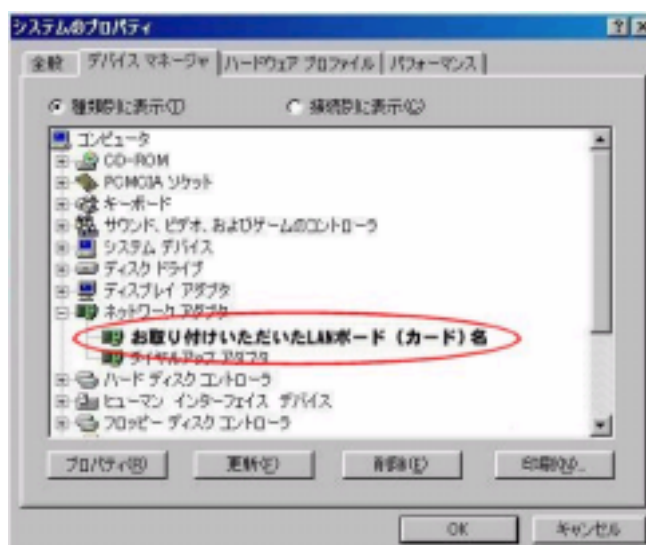 システムのプロパティ
全般 デバイス マネージャ ハードウェア プロファイル パフォーマンス
種類別に表示(T) 接続別に表示(C)
コンピュータ
CD-ROM
PCMCIA ソケット
キーボード
サウンド、ビデオ、およびゲームのコントローラ
システム デバイス
ディスク ドライブ
ディスプレイ アダプタ
ネットワーク アダプタ
お取り付けいただいたLANボード（カード）名
ダイヤルアップ アダプタ
ハード ディスク コントローラ
ヒューマン インターフェイス デバイス
フロッピー ディスク コントローラ
プロパティ(R) 更新(F) 削除(E) 印刷(N)...
OK キャンセル